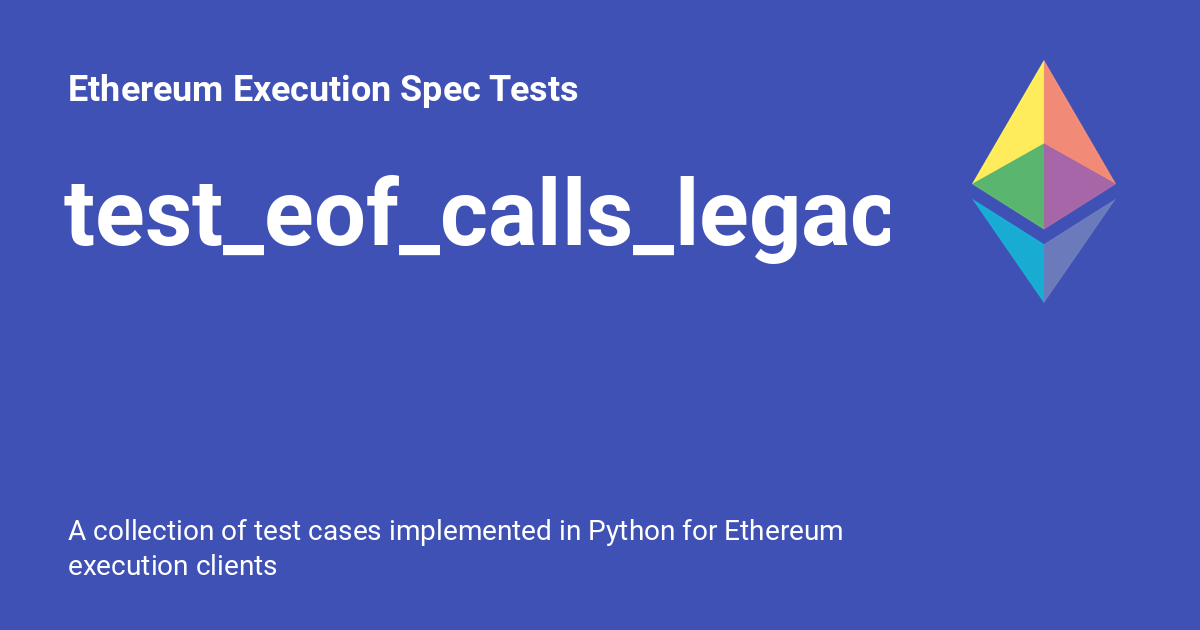 Ethereum Execution Spec Tests
test_eof_calls_legac
A collection of test cases implemented in Python for Ethereum
execution clients